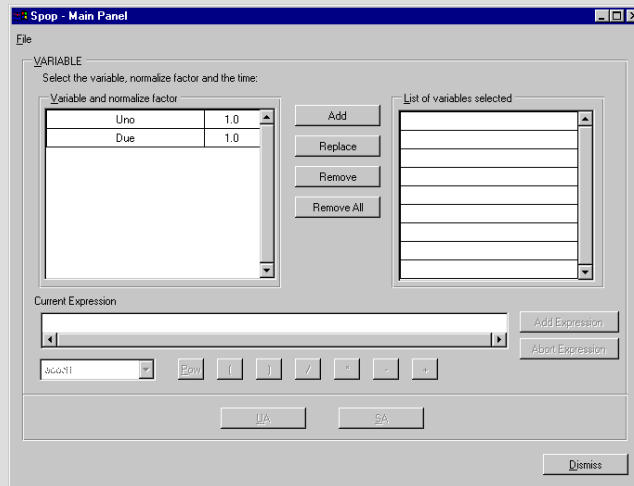 Spop - Main Panel
File
VARIABLE
Select the variable, normalize factor and the time:
Variable and normalize factor
List of variables selected
Uno 1.0
Due 1.0
Add
Replace
Remove
Remove All
Current Expression
Add Expression
Abort Expression
Pow ( ) / * - +
UA SA
Dismiss